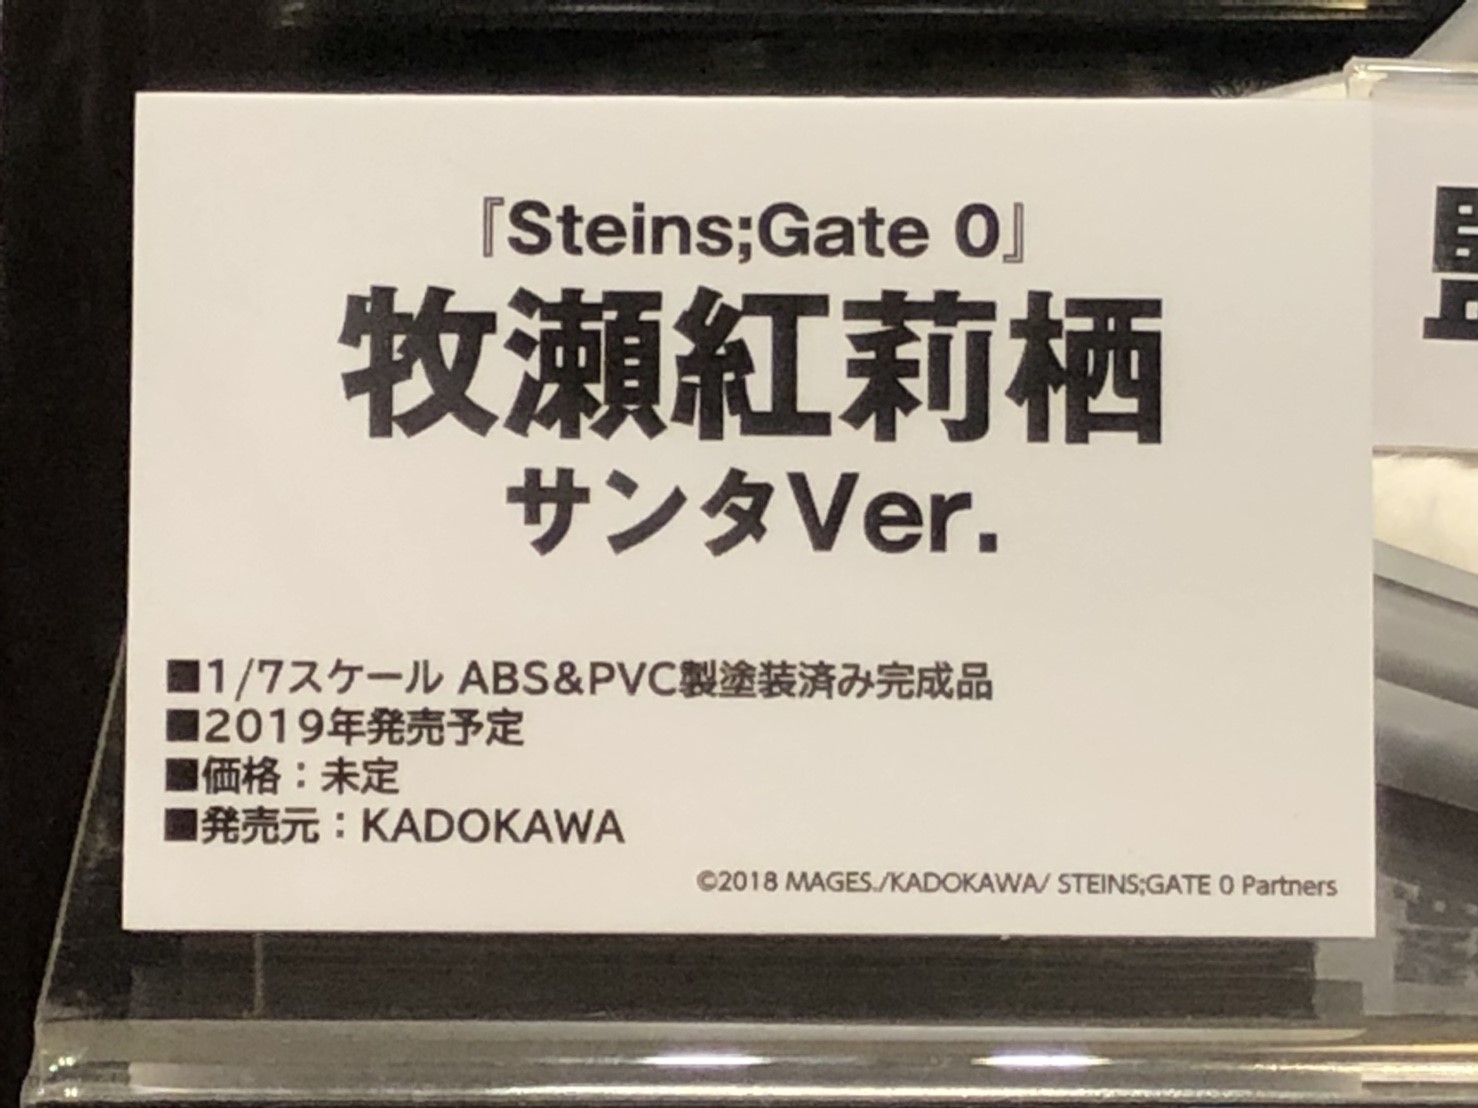 『Steins;Gate 0』
牧瀬紅莉栖
サンタVer.
■1/7スケール ABS&PVC製塗装済み完成品
■2019年発売予定
■価格：未定
■発売元：KADOKAWA
©2018 MAGES./KADOKAWA/ STEINS;GATE 0 Partners